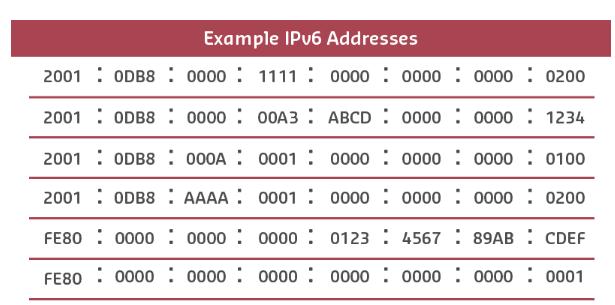 Example IPv6 Addresses
2001 : 0DB8 : 0000 : 1111 : 0000 : 0000 : 0000 : 0200
2001 : 0DB8 : 0000 : 00A3 : ABCD : 0000 : 0000 : 1234
2001 : 0DB8 : 000A : 0001 : 0000 : 0000 : 0000 : 0100
2001 : 0DB8 : AAAA : 0001 : 0000 : 0000 : 0000 : 0200
FE80 : 0000 : 0000 : 0000 : 0123 : 4567 : 89AB : CDEF
FE80 : 0000 : 0000 : 0000 : 0000 : 0000 : 0000 : 0001